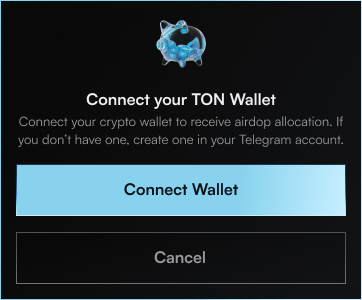 Connect your TON Wallet
Connect your crypto wallet to receive airdop allocation. If
you don't have one, create one in your Telegram account.
Connect Wallet
Cancel